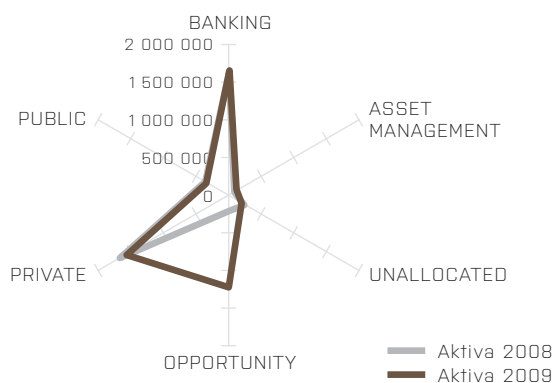 BANKING
2 000 000
1 500 000
1 000 000
500 000
0
ASSET
MANAGEMENT
PUBLIC
PRIVATE
UNALLOCATED
OPPORTUNITY
Aktiva 2008
Aktiva 2009